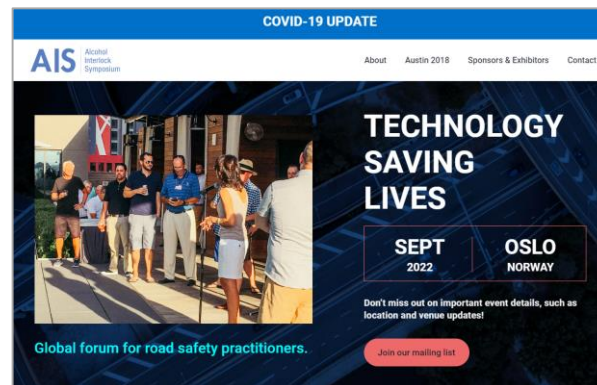 COVID-19 UPDATE
AIS
Alcohol
Interlock
Symposium
About Austin 2018 Sponsors & Exhibitors Contact
TECHNOLOGY
SAVING
LIVES
SEPT
2022
OSLO
NORWAY
Don't miss out on important event details, such as
location and venue updates!
Global forum for road safety practitioners.
Join our mailing list